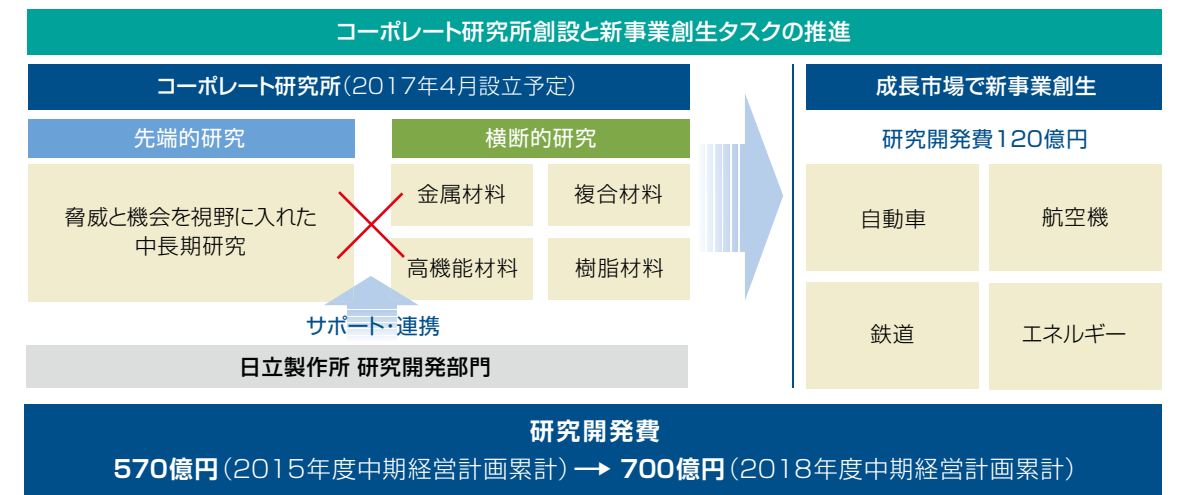 コーポレート研究所創設と新事業創生タスクの推進
コーポレート研究所(2017年4月設立予定)
先端的研究
横断的研究
脅威と機会を視野に入れた
中長期研究
金属材料
複合材料
高機能材料
樹脂材料
サポート・連携
日立製作所 研究開発部門
成長市場で新事業創生
研究開発費120億円
自動車
航空機
鉄道
エネルギー
研究開発費
570億円(2015年度中期経営計画累計)→ 700億円(2018年度中期経営計画累計)